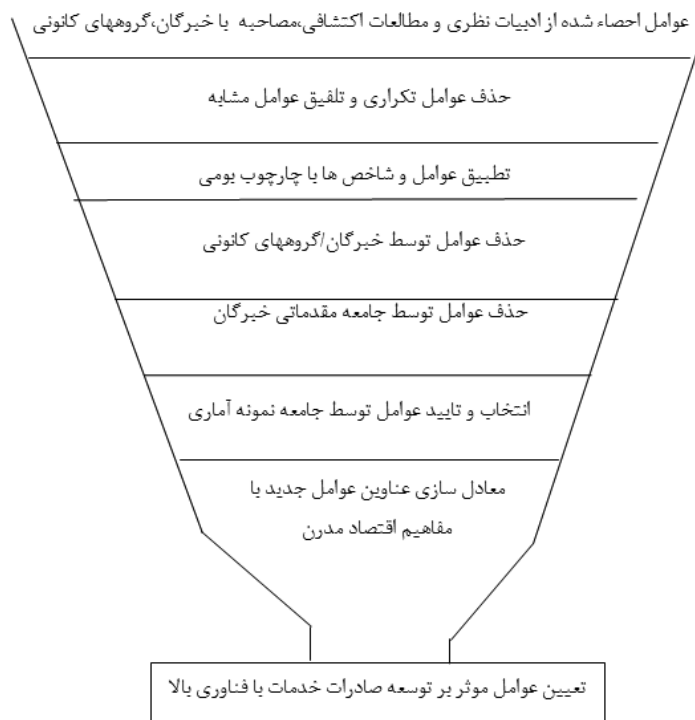 عوامل احصاء شده از ادبیات نظری و مطالعات اکتشافی،مصاحبه با خبرگان،گروههای کانونی
حذف عوامل تکراری و تلفیق عوامل مشابه
تطبیق عوامل و شاخص ها با چارچوب بومی
حذف عوامل توسط خبرگان/گروههای کانونی
حذف عوامل توسط جامعه مقدماتی خبرگان
انتخاب و تایید عوامل توسط جامعه نمونه آماری
معادل سازی عناوین عوامل جدید با
مفاهیم اقتصاد مدرن
تعیین عوامل موثر بر توسعه صادرات خدمات با فناوری بالا